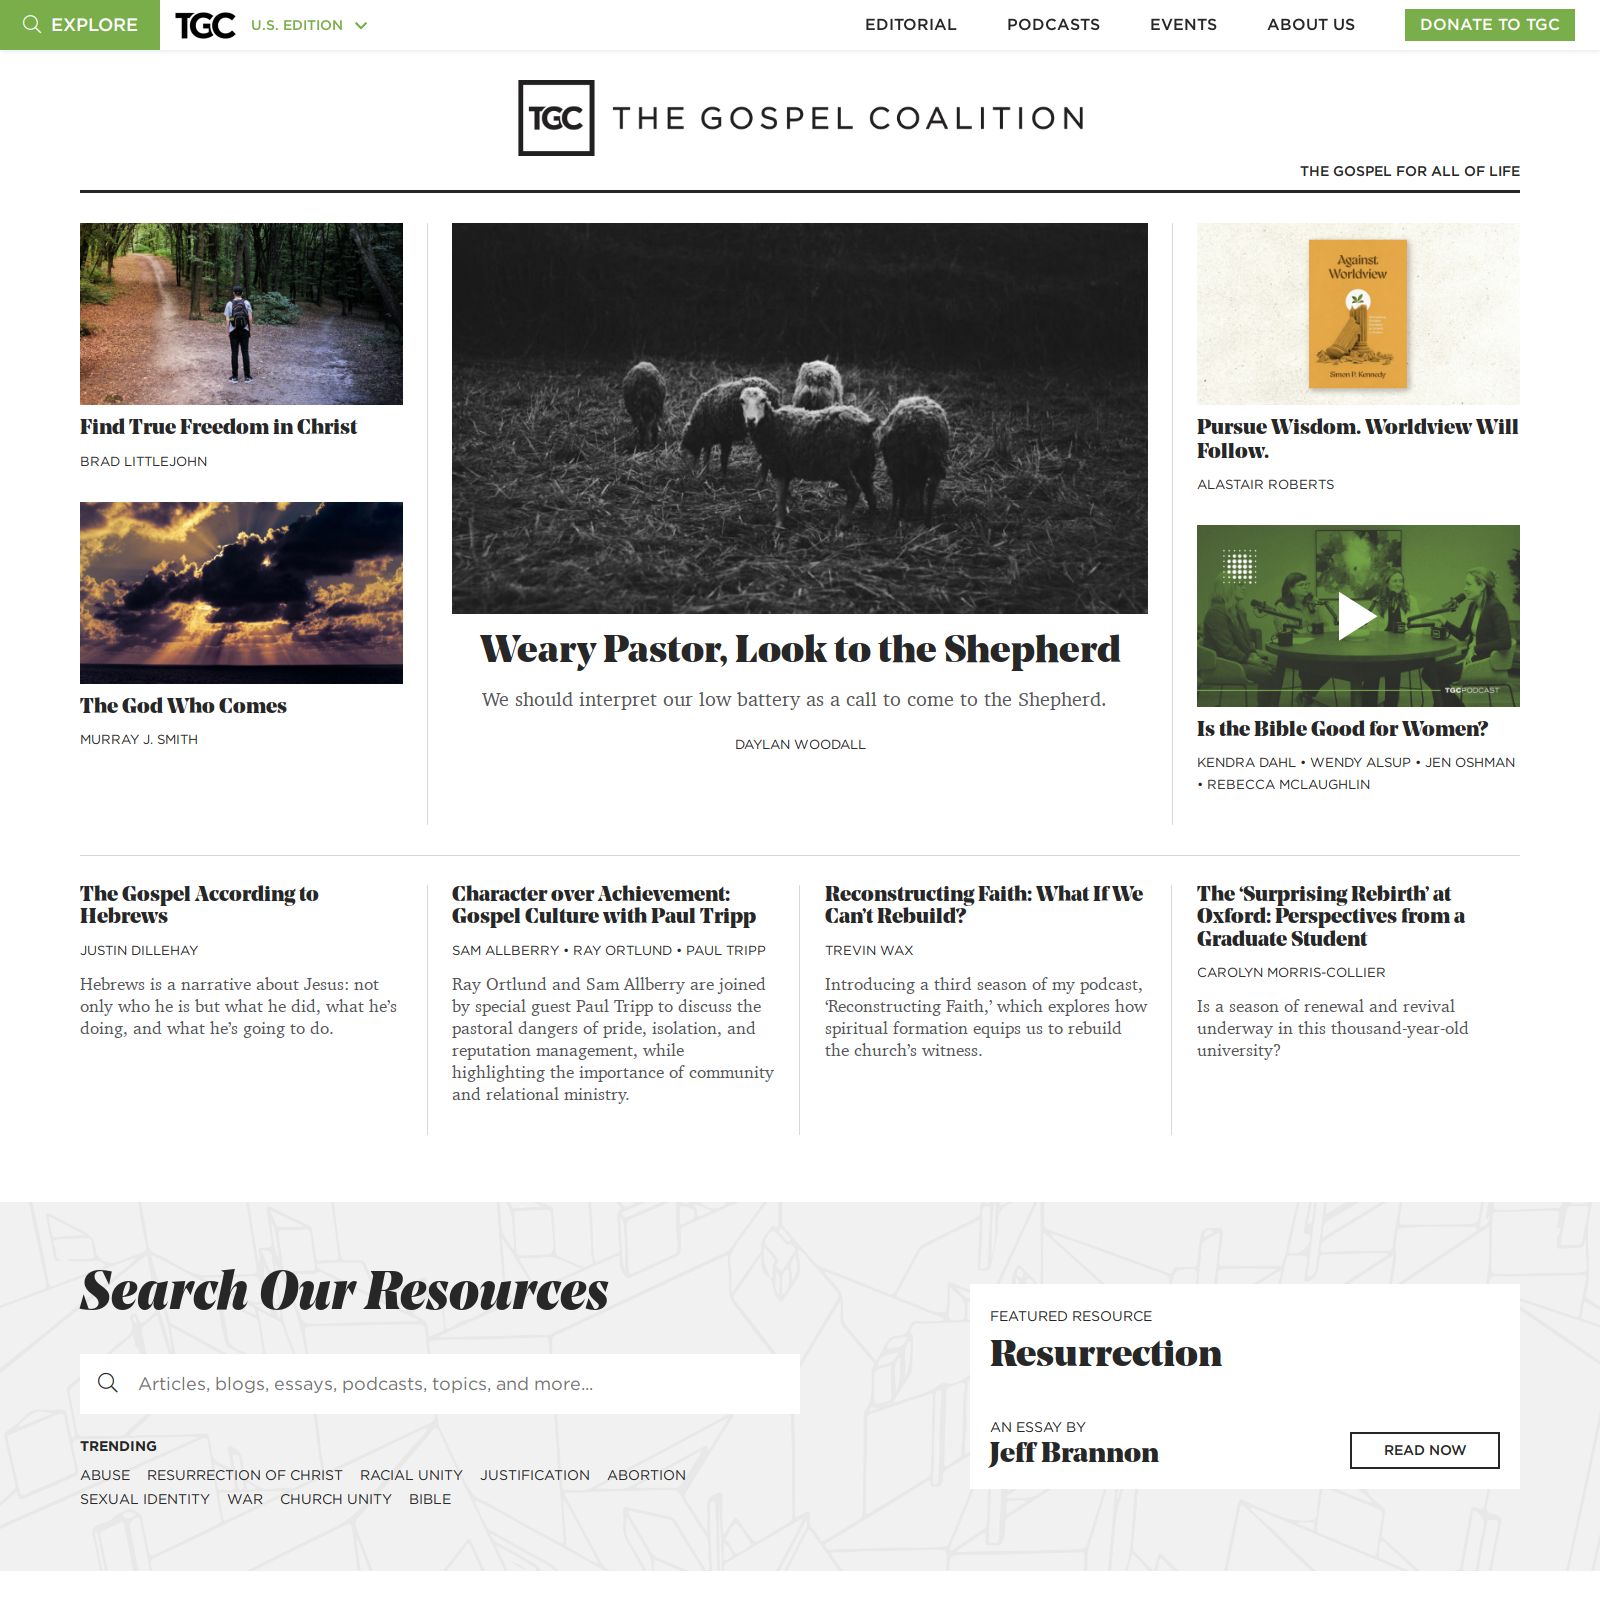 EXPLORE
TGC
U.S. EDITION
EDITORIAL
PODCASTS
EVENTS
ABOUT US
DONATE TO TGC
TGC THE GOSPEL COALITION
THE GOSPEL FOR ALL OF LIFE
Find True Freedom in Christ
BRAD LITTLEJOHN
The God Who Comes
MURRAY J. SMITH
Weary Pastor, Look to the Shepherd
We should interpret our low battery as a call to come to the Shepherd.
DAYLAN WOODALL
Against
Worldview
Simon P. Kennedy
Pursue Wisdom. Worldview Will
Follow.
ALASTAIR ROBERTS
TGCPODCAST
Is the Bible Good for Women?
KENDRA DAHL • WENDY ALSUP • JEN OSHMAN
• REBECCA MCLAUGHLIN
The Gospel According to
Hebrews
JUSTIN DILLEHAY
Hebrews is a narrative about Jesus: not
only who he is but what he did, what he’s
doing, and what he’s going to do.
Character over Achievement:
Gospel Culture with Paul Tripp
SAM ALLBERRY • RAY ORTLUND • PAUL TRIPP
Ray Ortlund and Sam Allberry are joined
by special guest Paul Tripp to discuss the
pastoral dangers of pride, isolation, and
reputation management, while
highlighting the importance of community
and relational ministry.
Reconstructing Faith: What If We
Can’t Rebuild?
TREVIN WAX
Introducing a third season of my podcast,
‘Reconstructing Faith,’ which explores how
spiritual formation equips us to rebuild
the church’s witness.
The ‘Surprising Rebirth’ at
Oxford: Perspectives from a
Graduate Student
CAROLYN MORRIS-COLLIER
Is a season of renewal and revival
underway in this thousand-year-old
university?
Search Our Resources
Articles, blogs, essays, podcasts, topics, and more...
TRENDING
ABUSE RESURRECTION OF CHRIST RACIAL UNITY JUSTIFICATION ABORTION
SEXUAL IDENTITY WAR CHURCH UNITY BIBLE
FEATURED RESOURCE
Resurrection
AN ESSAY BY
Jeff Brannon
READ NOW